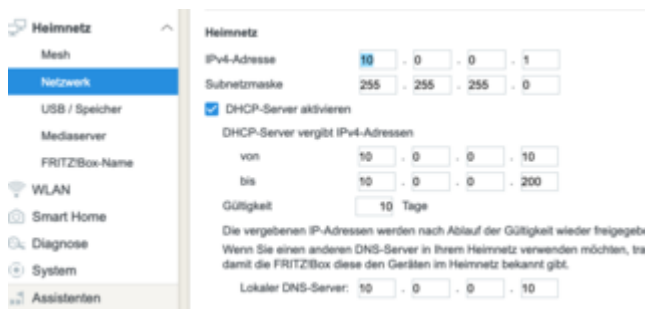 Heimnetz
Mesh
Netzwerk
USB / Speicher
Mediaserver
FRITZ!Box-Name
WLAN
Smart Home
Diagnose
System
Assistenten
Heimnetz
IPv4-Adresse 10 . 0 . 0 . 1
Subnetzmaske 255 . 255 . 255 . 0
DHCP-Server aktivieren
DHCP-Server vergibt IPv4-Adressen
von 10 . 0 . 0 . 10
bis 10 . 0 . 0 . 200
Gültigkeit 10 Tage
Die vergebenen IP-Adressen werden nach Ablauf der Gültigkeit wieder freigegebe
Wenn Sie einen anderen DNS-Server in Ihrem Heimnetz verwenden möchten, tra
damit die FRITZ!Box diese den Geräten im Heimnetz bekannt gibt.
Lokaler DNS-Server: 10 . 0 . 0 . 10